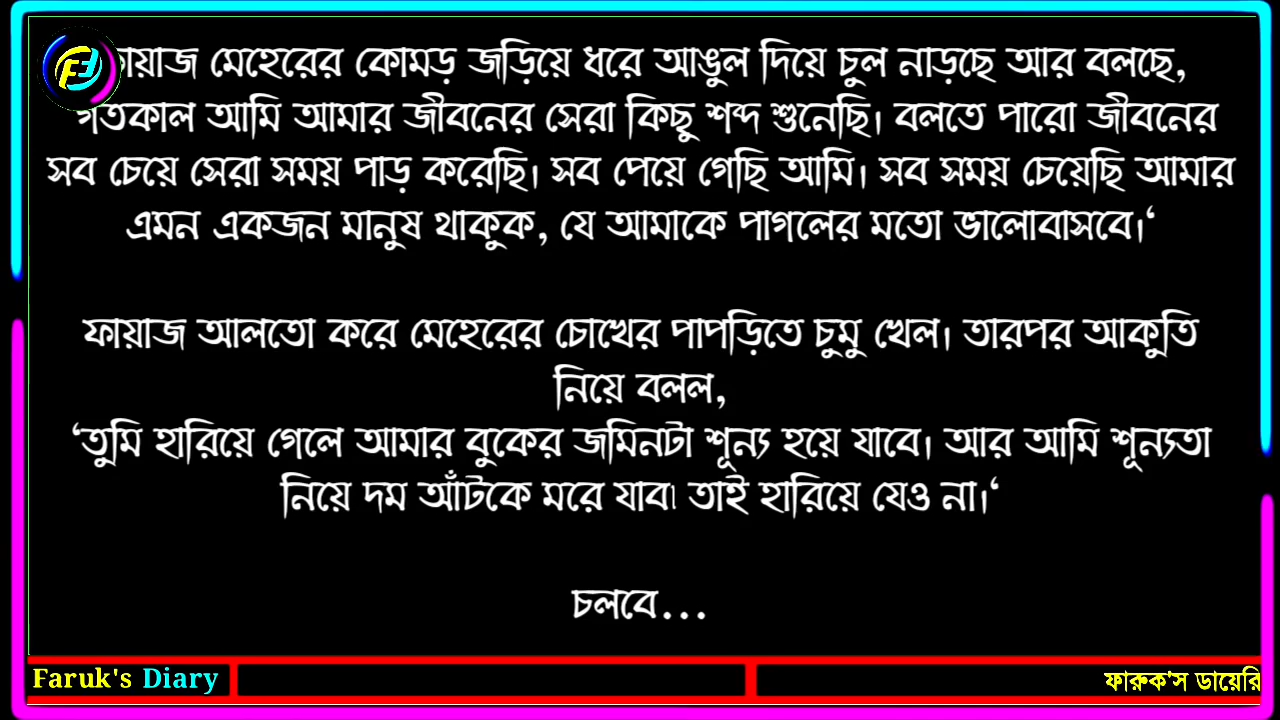 ফায়াজ মেহেরের কোমড় জড়িয়ে ধরে আঙুল দিয়ে চুল নাড়ছে আর বলছে,
গতকাল আমি আমার জীবনের সেরা কিছু শব্দ শুনেছি। বলতে পারো জীবনের
সব চেয়ে সেরা সময় পাড় করেছি। সব পেয়ে গেছি আমি। সব সময় চেয়েছি আমার
এমন একজন মানুষ থাকুক, যে আমাকে পাগলের মতো ভালোবাসবে।‘
ফায়াজ আলতো করে মেহেরের চোখের পাপড়িতে চুমু খেল। তারপর আকুতি
নিয়ে বলল,
‘তুমি হারিয়ে গেলে আমার বুকের জমিনটা শূন্য হয়ে যাবে। আর আমি শূন্যতা
নিয়ে দম আঁটকে মরে যাব৷ তাই হারিয়ে যেও না।‘
চলবে...
Faruk's Diary
ফারুক'স ডায়েরি